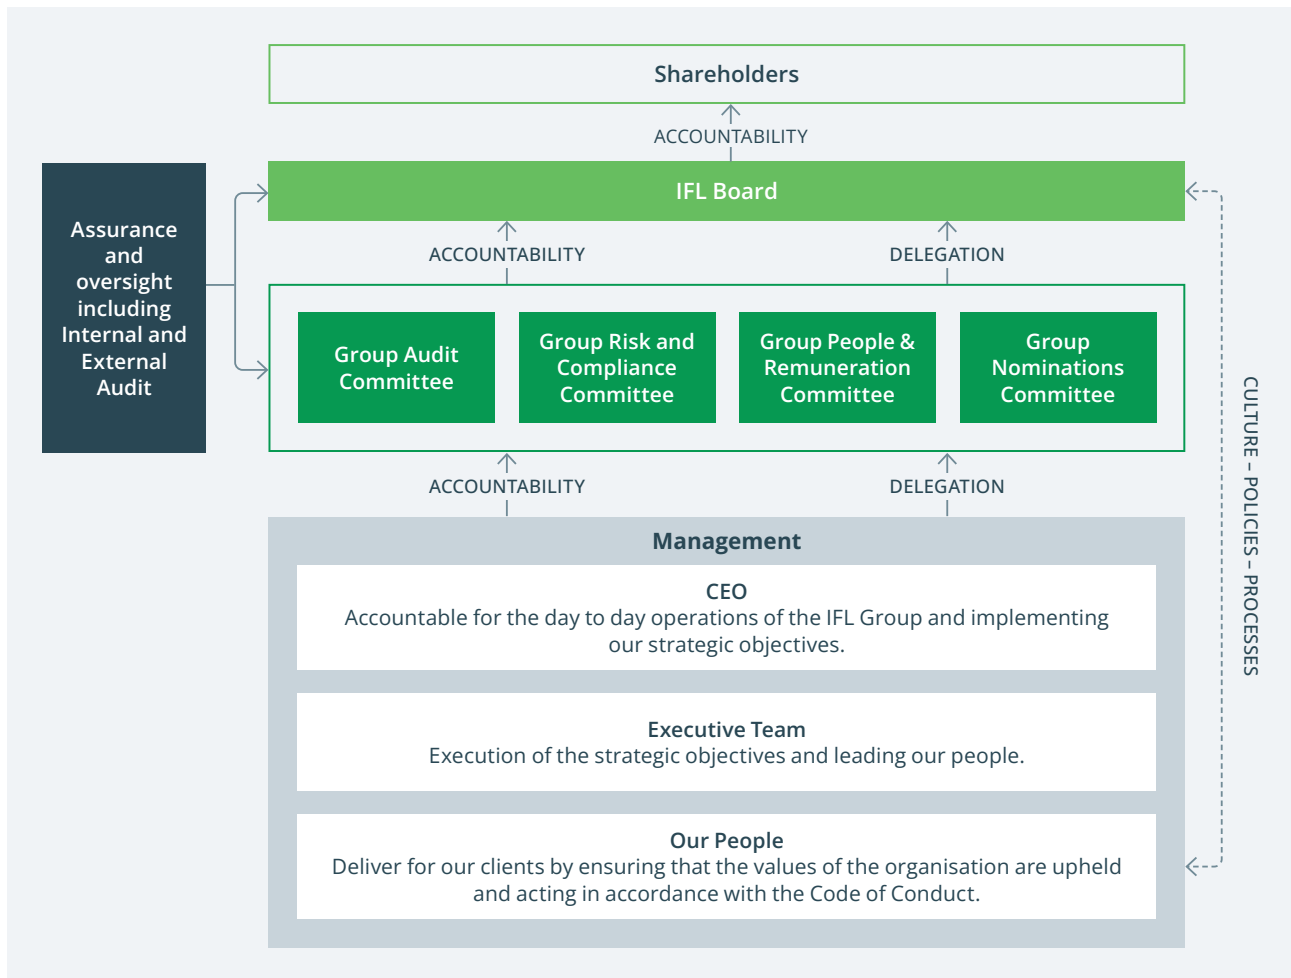 Shareholders
ACCOUNTABILITY
IFL Board
Assurance
and
oversight
including
Internal and
External
Audit
ACCOUNTABILITY
DELEGATION
Group Audit
Committee
Group Risk and
Compliance
Committee
Group People &
Remuneration
Committee
Group
Nominations
Committee
ACCOUNTABILITY
DELEGATION
CULTURE – POLICIES – PROCESSES
Management
CEO
Accountable for the day to day operations of the IFL Group and implementing
our strategic objectives.
Executive Team
Execution of the strategic objectives and leading our people.
Our People
Deliver for our clients by ensuring that the values of the organisation are upheld
and acting in accordance with the Code of Conduct.